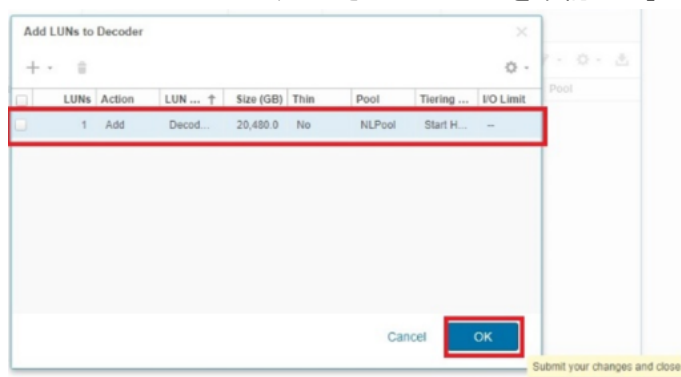 Add LUNs to Decoder
LUNs Action LUN ... ↑ Size (GB) Thin Pool Tiering ... I/O Limit
1 Add Decod... 20,480.0 No NLPool Start H... --
Pool
Cancel OK
Submit your changes and close